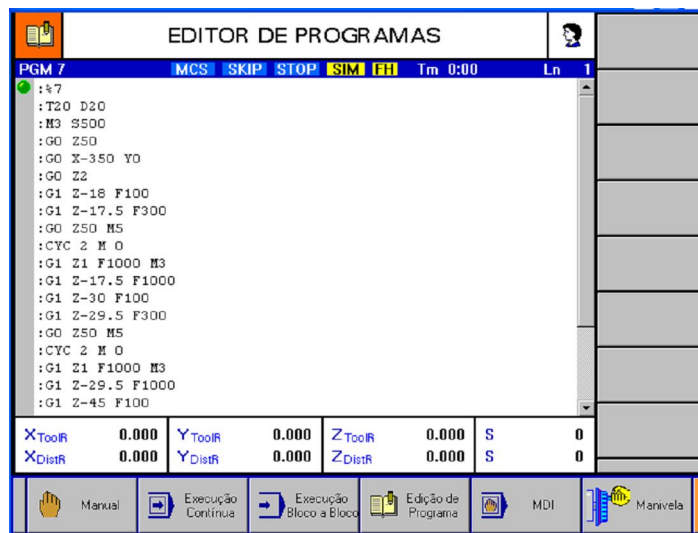 EDITOR DE PROGRAMAS
PGM 7 MCS SKIP STOP SIM FH Tm 0:00 Ln 1
:%7
:T20 D20
:M3 S500
:G0 Z50
:G0 X-350 Y0
:G0 Z2
:G1 Z-18 F100
:G1 Z-17.5 F300
:G0 Z50 M5
:CYC 2 M 0
:G1 Z1 F1000 M3
:G1 Z-17.5 F1000
:G1 Z-30 F100
:G1 Z-29.5 F300
:G0 Z50 M5
:CYC 2 M 0
:G1 Z1 F1000 M3
:G1 Z-29.5 F1000
:G1 Z-45 F100
XToolR 0.000 YToolR 0.000 ZToolR 0.000 S 0
XDistR 0.000 YDistR 0.000 ZDistR 0.000 S 0
Manual
Execução
Contínua
Execução
Bloco a Bloco
Edição de
Programa
MDI
Manivela